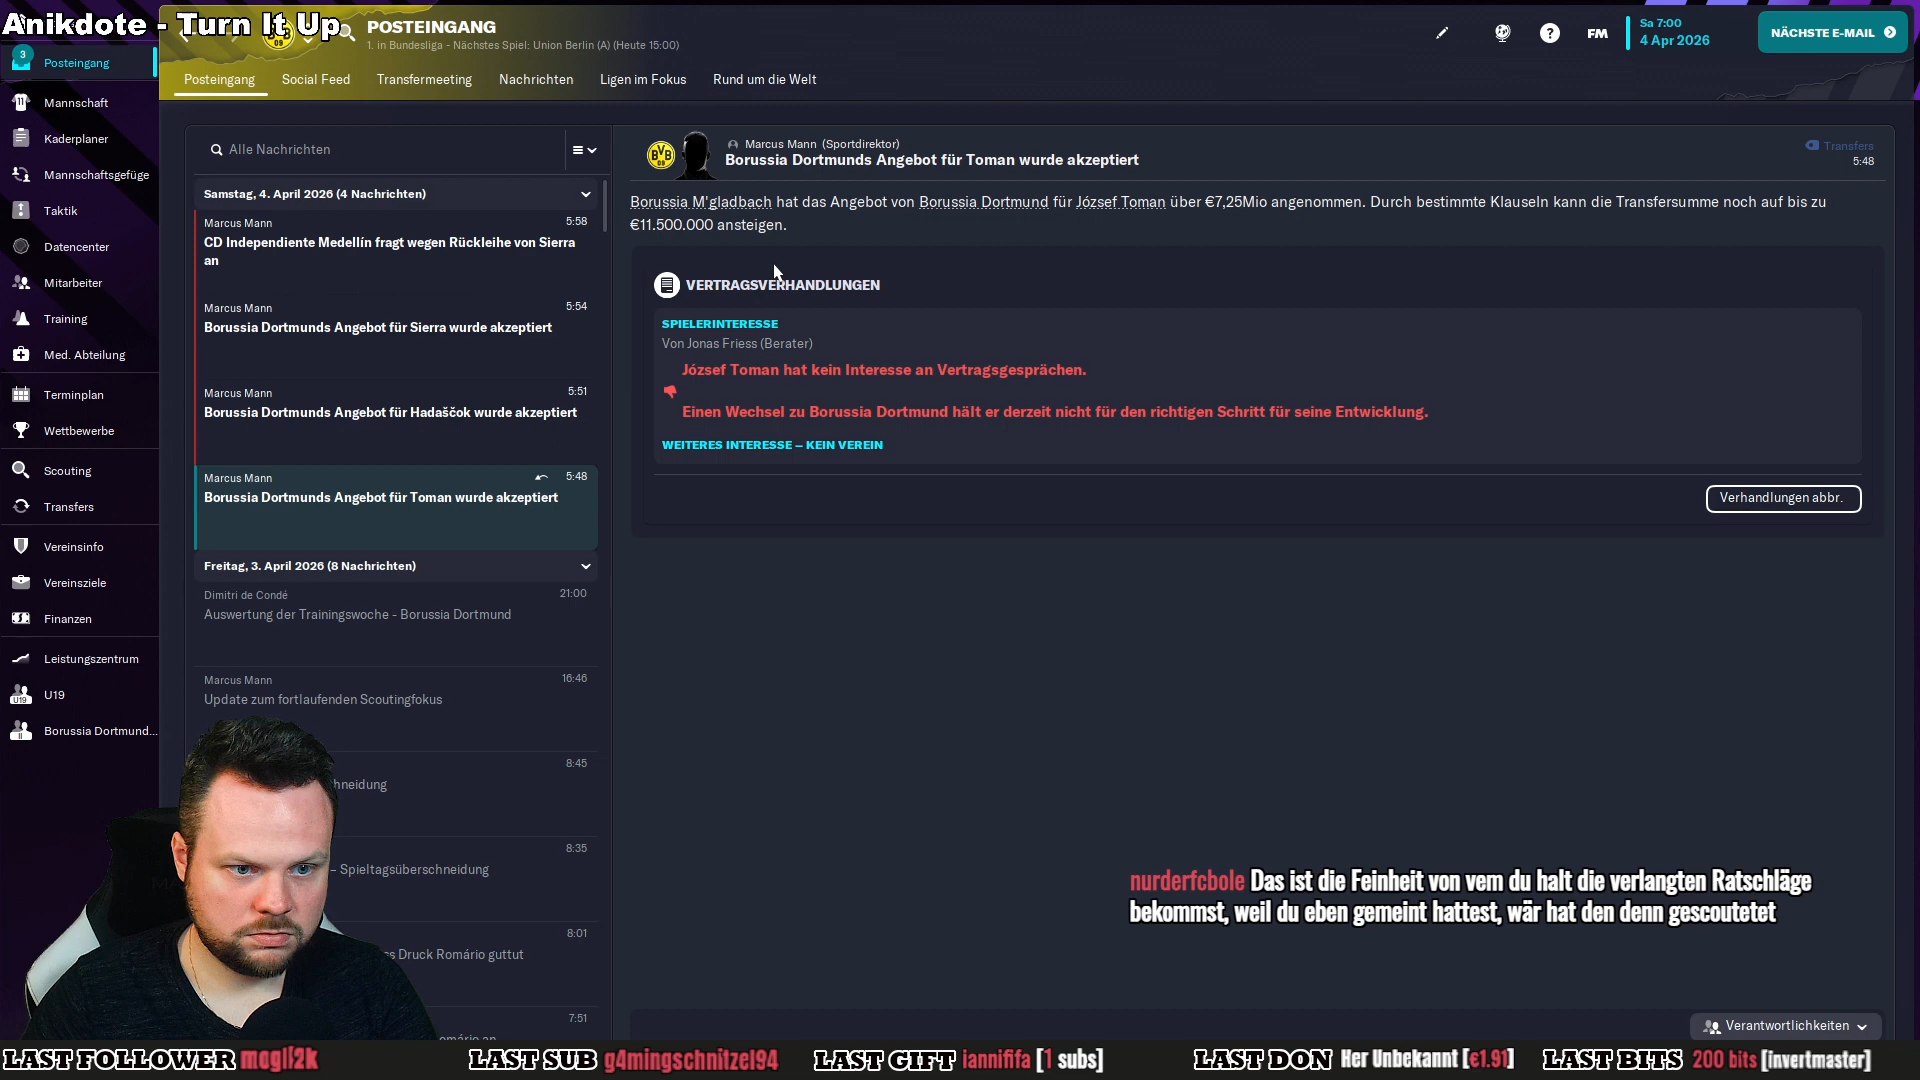 Anikdote - Turn It Up
POSTEINGANG
1. in Bundesliga - Nächstes Spiel: Union Berlin (A) (Heute 15:00)
FM
Sa 7:00
4 Apr 2026
NÄCHSTE E-MAIL
Posteingang
Social Feed
Transfermeeting
Nachrichten
Ligen im Fokus
Rund um die Welt
3
Posteingang
Mannschaft
Kaderplaner
Mannschaftsgefüge
Taktik
Datencenter
Mitarbeiter
Training
Med. Abteilung
Terminplan
Wettbewerbe
Scouting
Transfers
Vereinsinfo
Vereinsziele
Finanzen
Leistungszentrum
U19
Borussia Dortmund...
Alle Nachrichten
Samstag, 4. April 2026 (4 Nachrichten)
Marcus Mann 5:58
CD Independiente Medellín fragt wegen Rückleihe von Sierra
an
Marcus Mann 5:54
Borussia Dortmunds Angebot für Sierra wurde akzeptiert
Marcus Mann 5:51
Borussia Dortmunds Angebot für Hadaščok wurde akzeptiert
Marcus Mann 5:48
Borussia Dortmunds Angebot für Toman wurde akzeptiert
Freitag, 3. April 2026 (8 Nachrichten)
Dimitri de Condé 21:00
Auswertung der Trainingswoche - Borussia Dortmund
Marcus Mann 16:46
Update zum fortlaufenden Scoutingfokus
8:45
hneidung
8:35
– Spieltagsüberschneidung
8:01
ss Druck Romário guttut
7:51
BVB 09
Marcus Mann (Sportdirektor)
Borussia Dortmunds Angebot für Toman wurde akzeptiert
Transfers
5:48
Borussia M'gladbach hat das Angebot von Borussia Dortmund für József Toman über €7,25Mio angenommen. Durch bestimmte Klauseln kann die Transfersumme noch auf bis zu
€11.500.000 ansteigen.
VERTRAGSVERHANDLUNGEN
SPIELERINTERESSE
Von Jonas Friess (Berater)
József Toman hat kein Interesse an Vertragsgesprächen.
Einen Wechsel zu Borussia Dortmund hält er derzeit nicht für den richtigen Schritt für seine Entwicklung.
WEITERES INTERESSE – KEIN VEREIN
Verhandlungen abbr.
nurderfcbole Das ist die Feinheit von vem du halt die verlangten Ratschläge
bekommst, weil du eben gemeint hattest, wär hat den denn gescoutetet
Verantwortlichkeiten
LAST FOLLOWER mogli2k
LAST SUB g4mingschnitzel94
LAST GIFT iannififa [1 subs]
LAST DON Her Unbekannt [€1.91]
LAST BITS 200 bits [invertmaster]